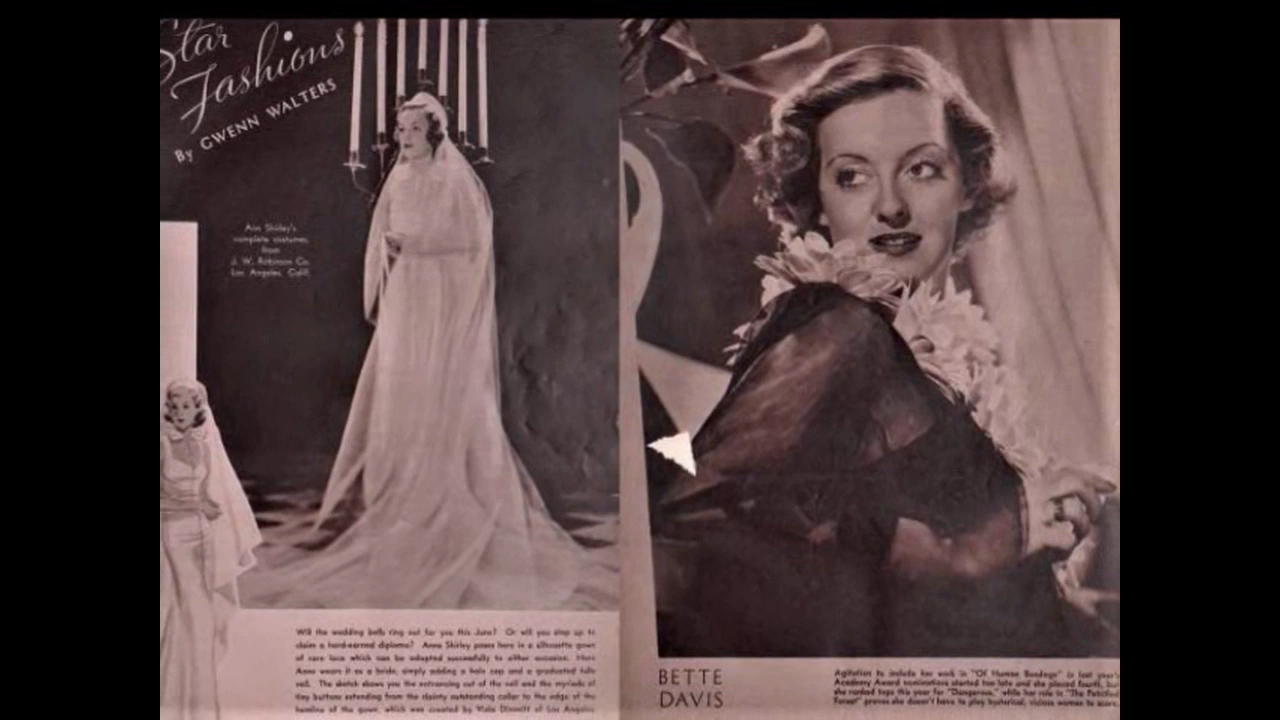 Star
Fashions
By GWENN WALTERS
Ann Shirley's
complete costumes
from
J. W. Robinson Co.
Los Angeles, Calif.
Will the wedding bells ring out for you this June? Or will you step up to
claim a hard-earned diploma? Anne Shirley poses here in a silhouette gown
of rare lace which can be adapted successfully to either occasion. Here
Anne wears it as a bride, simply adding a halo cap and a graduated tulle
veil. The sketch shows you the entrancing cut of the veil and the myriads of
tiny buttons extending from the dainty outstanding collar to the edge of the
hemline of the gown, which was created by Viola Dimmitt of Los Angeles
BETTE
DAVIS
Agitation to include her work in "Of Human Bondage" in last year's
Academy Award nominations started too late and she placed fourth, but
she ranked tops this year for "Dangerous," while her role in "The Petrified
Forest" proves she doesn't have to play hysterical, vicious women to score